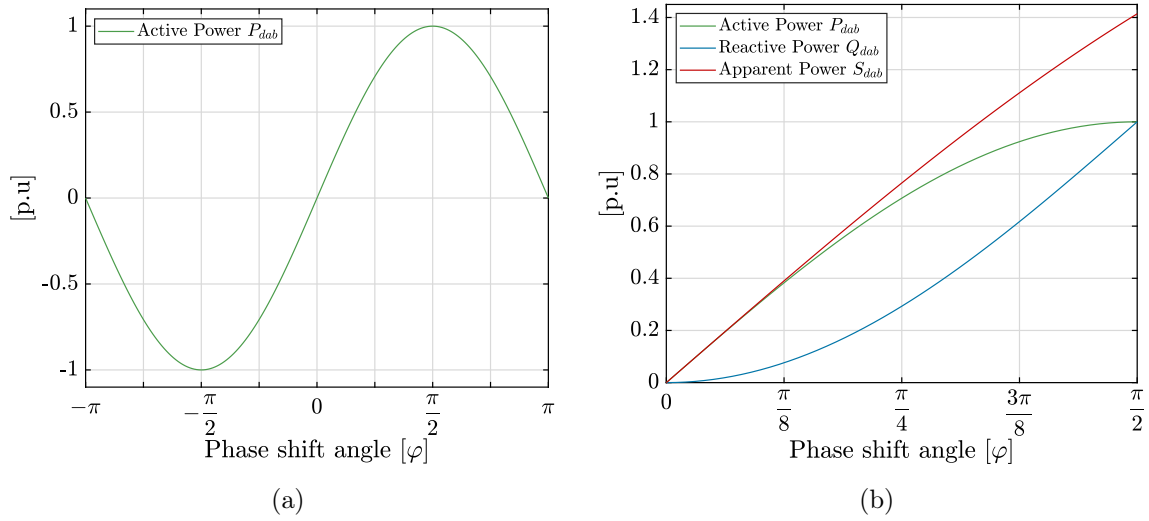 1
0.5
0
-0.5
-1
[p.u]
Active Power P_dab
−π
−π/2
0
π/2
π
Phase shift angle [φ]
(a)
1.4
1.2
1
0.8
0.6
0.4
0.2
0
[p.u]
Active Power P_dab
Reactive Power Q_dab
Apparent Power S_dab
0
π/8
π/4
3π/8
π/2
Phase shift angle [φ]
(b)